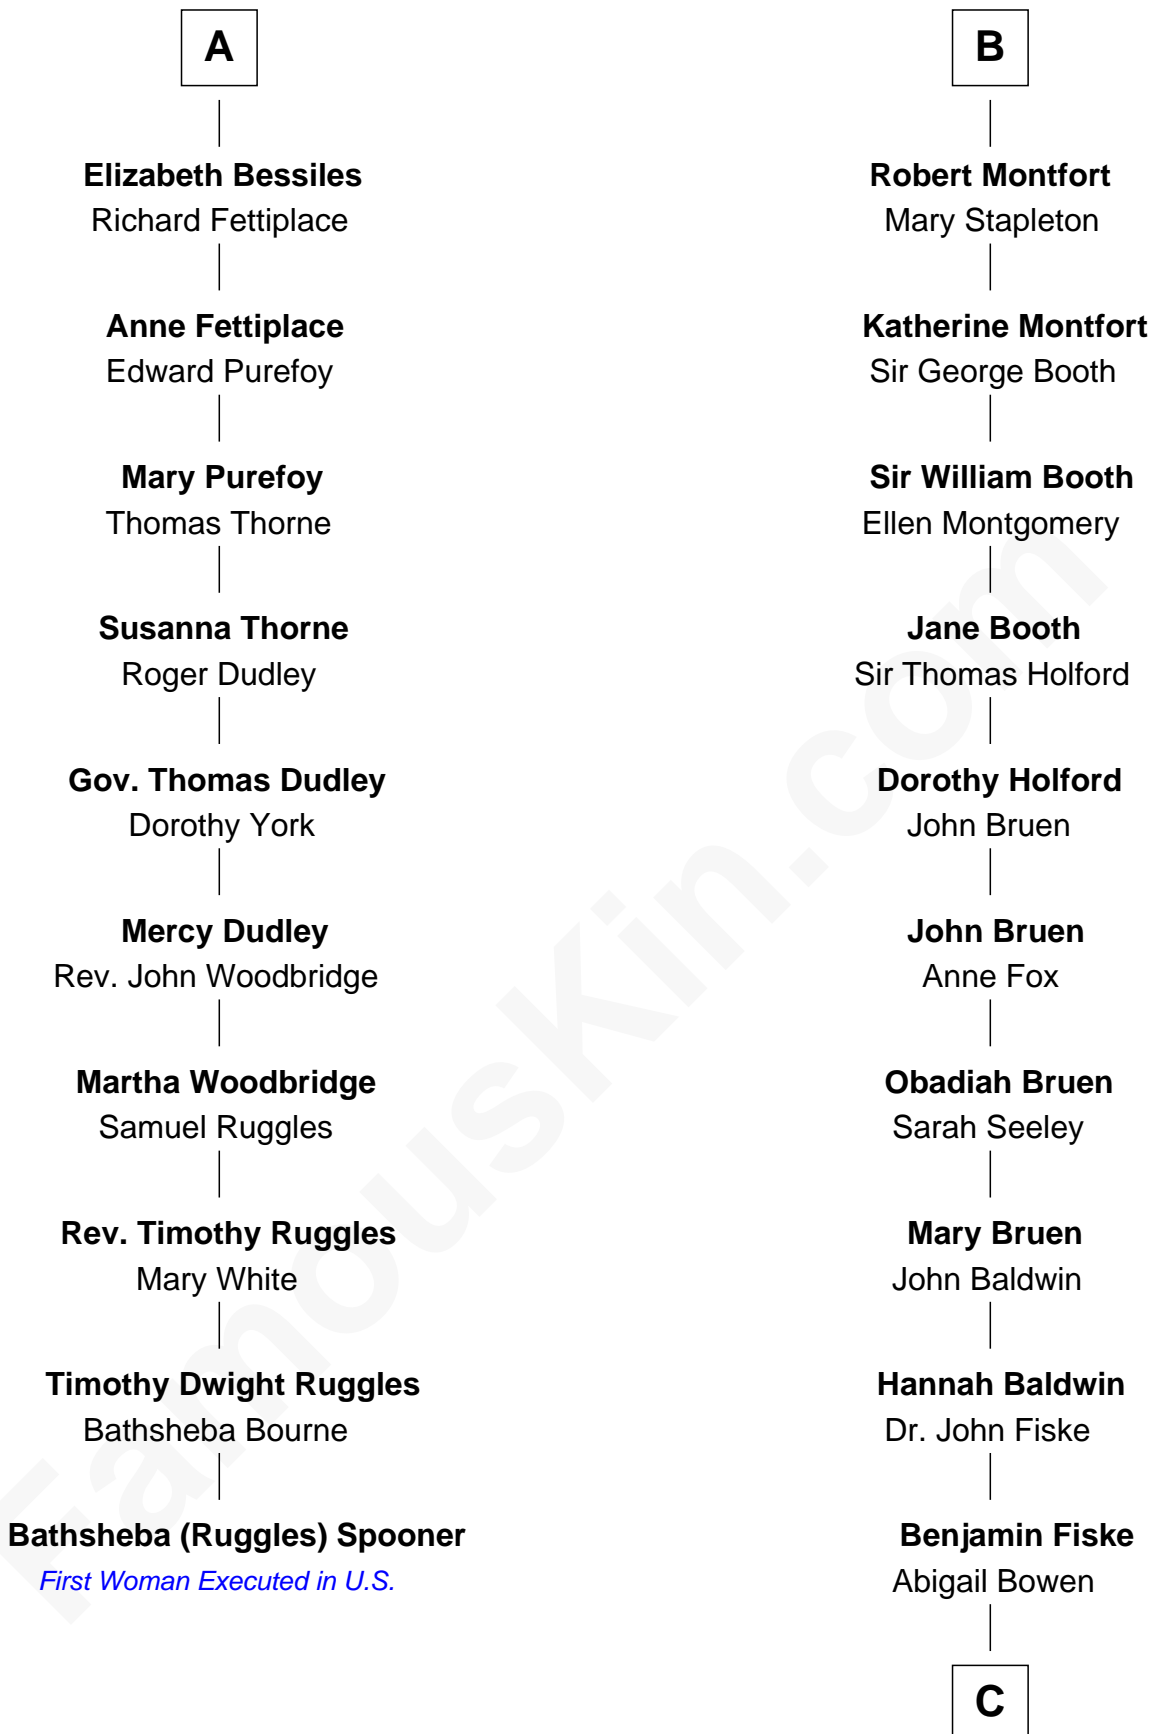 A
Elizabeth Bessiles
Richard Fettiplace
Anne Fettiplace
Edward Purefoy
Mary Purefoy
Thomas Thorne
Susanna Thorne
Roger Dudley
Gov. Thomas Dudley
Dorothy York
Mercy Dudley
Rev. John Woodbridge
Martha Woodbridge
Samuel Ruggles
Rev. Timothy Ruggles
Mary White
Timothy Dwight Ruggles
Bathsheba Bourne
Bathsheba (Ruggles) Spooner
First Woman Executed in U.S.
B
Robert Montfort
Mary Stapleton
Katherine Montfort
Sir George Booth
Sir William Booth
Ellen Montgomery
Jane Booth
Sir Thomas Holford
Dorothy Holford
John Bruen
John Bruen
Anne Fox
Obadiah Bruen
Sarah Seeley
Mary Bruen
John Baldwin
Hannah Baldwin
Dr. John Fiske
Benjamin Fiske
Abigail Bowen
C
FamousKin.com